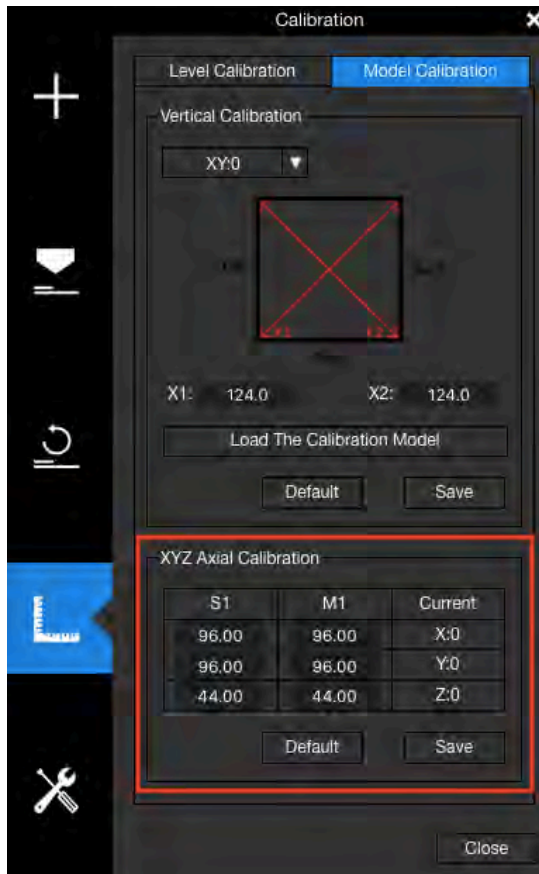 Calibration
Level Calibration Model Calibration
Vertical Calibration
XY:0
X1 X2
X1: 124.0 X2: 124.0
Load The Calibration Model
Default Save
XYZ Axial Calibration
S1 M1 Current
96.00 96.00 X:0
96.00 96.00 Y:0
44.00 44.00 Z:0
Default Save
Close